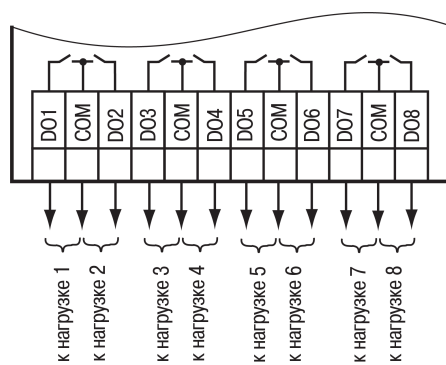 DO1
COM
DO2
DO3
COM
DO4
DO5
COM
DO6
DO7
COM
DO8
к нагрузке 1
к нагрузке 2
к нагрузке 3
к нагрузке 4
к нагрузке 5
к нагрузке 6
к нагрузке 7
к нагрузке 8